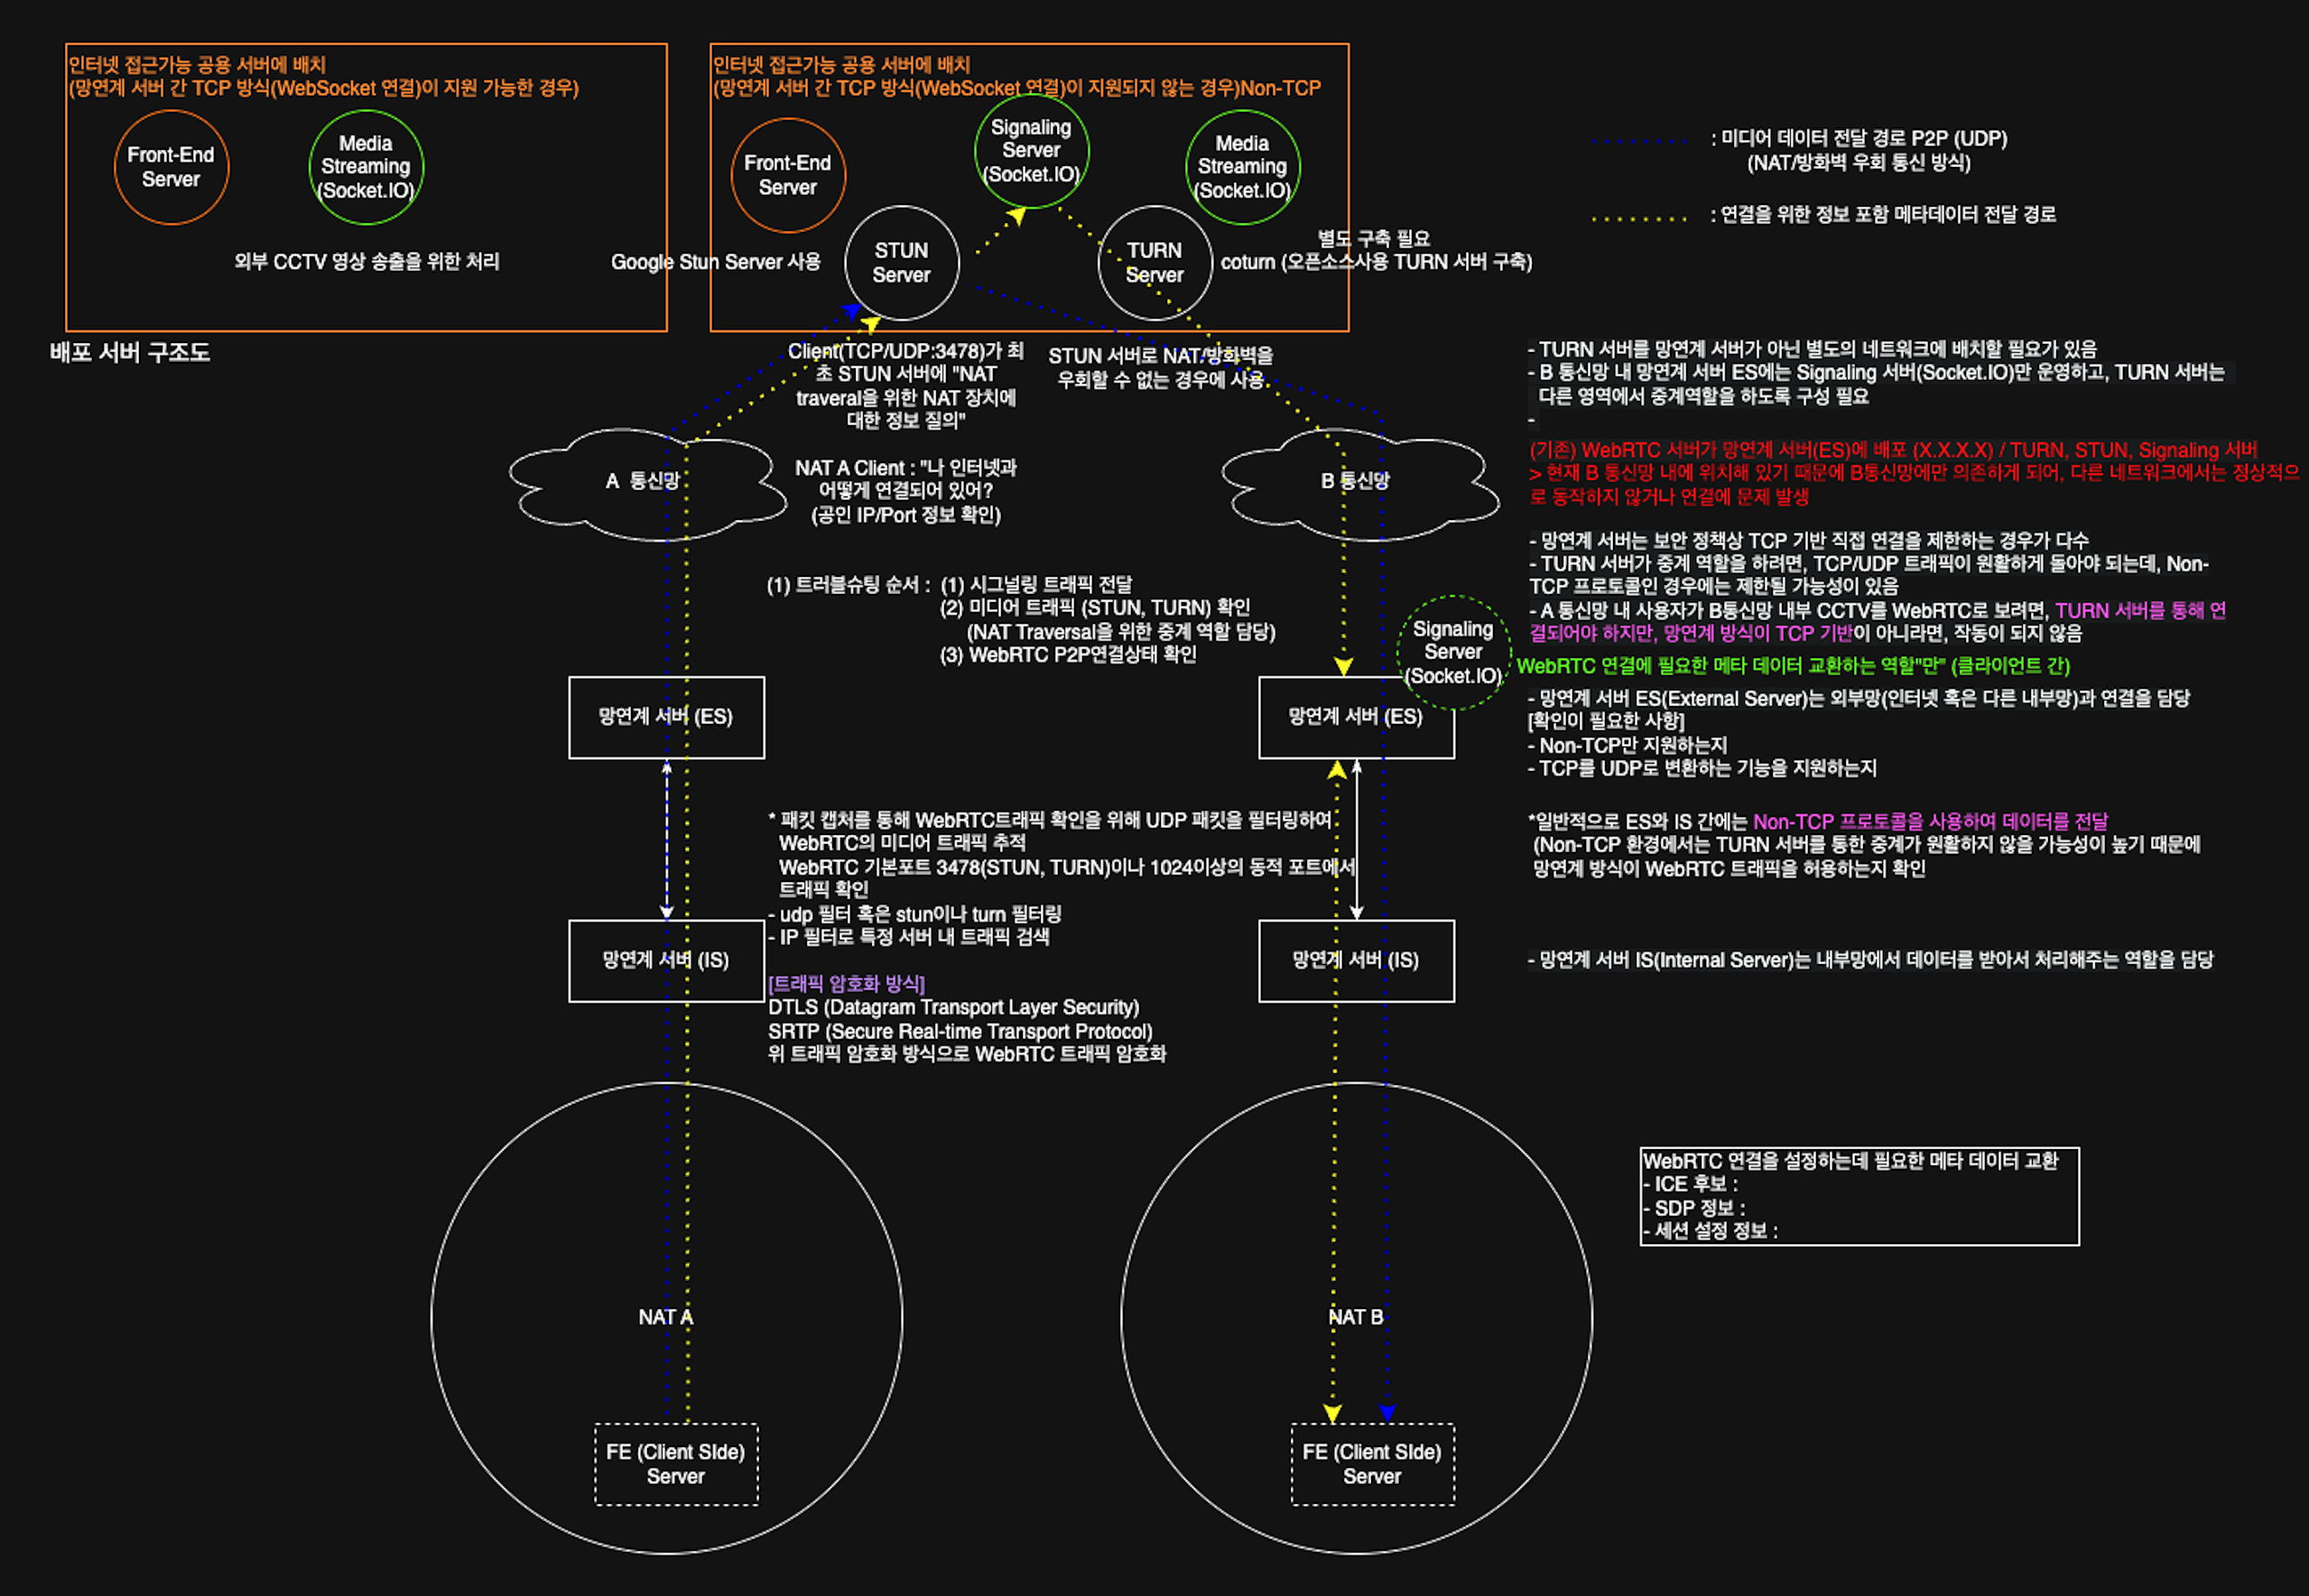 인터넷 접근가능 공용 서버에 배치
(망연계 서버 간 TCP 방식(WebSocket 연결)이 지원 가능한 경우)
Front-End
Server
Media
Streaming
(Socket.IO)
외부 CCTV 영상 송출을 위한 처리
배포 서버 구조도
인터넷 접근가능 공용 서버에 배치
(망연계 서버 간 TCP 방식(WebSocket 연결)이 지원되지 않는 경우)Non-TCP
Front-End
Server
Signaling
Server
(Socket.IO)
Media
Streaming
(Socket.IO)
Google Stun Server 사용
STUN
Server
TURN
Server
별도 구축 필요
coturn (오픈소스사용 TURN 서버 구축)
: 미디어 데이터 전달 경로 P2P (UDP)
(NAT/방화벽 우회 통신 방식)
: 연결을 위한 정보 포함 메타데이터 전달 경로
Client(TCP/UDP:3478)가 최
초 STUN 서버에 "NAT
traveral을 위한 NAT 장치에
대한 정보 질의"
STUN 서버로 NAT/방화벽을
우회할 수 없는 경우에 사용
A 통신망
NAT A Client : "나 인터넷과
어떻게 연결되어 있어?
(공인 IP/Port 정보 확인)
B 통신망
(1) 트러블슈팅 순서 : (1) 시그널링 트래픽 전달
(2) 미디어 트래픽 (STUN, TURN) 확인
(NAT Traversal을 위한 중계 역할 담당)
(3) WebRTC P2P연결상태 확인
- TURN 서버를 망연계 서버가 아닌 별도의 네트워크에 배치할 필요가 있음
- B 통신망 내 망연계 서버 ES에는 Signaling 서버(Socket.IO)만 운영하고, TURN 서버는
다른 영역에서 중계역할을 하도록 구성 필요
-
(기존) WebRTC 서버가 망연계 서버(ES)에 배포 (X.X.X.X) / TURN, STUN, Signaling 서버
> 현재 B 통신망 내에 위치해 있기 때문에 B통신망에만 의존하게 되어, 다른 네트워크에서는 정상적으
로 동작하지 않거나 연결에 문제 발생
- 망연계 서버는 보안 정책상 TCP 기반 직접 연결을 제한하는 경우가 다수
- TURN 서버가 중계 역할을 하려면, TCP/UDP 트래픽이 원활하게 돌아야 되는데, Non-
TCP 프로토콜인 경우에는 제한될 가능성이 있음
- A 통신망 내 사용자가 B통신망 내부 CCTV를 WebRTC로 보려면, TURN 서버를 통해 연
결되어야 하지만, 망연계 방식이 TCP 기반이 아니라면, 작동이 되지 않음
Signaling
Server
(Socket.IO)
WebRTC 연결에 필요한 메타 데이터 교환하는 역할"만" (클라이언트 간)
망연계 서버 (ES)
망연계 서버 (ES)
- 망연계 서버 ES(External Server)는 외부망(인터넷 혹은 다른 내부망)과 연결을 담당
[확인이 필요한 사항]
- Non-TCP만 지원하는지
- TCP를 UDP로 변환하는 기능을 지원하는지
* 패킷 캡처를 통해 WebRTC트래픽 확인을 위해 UDP 패킷을 필터링하여
WebRTC의 미디어 트래픽 추적
WebRTC 기본포트 3478(STUN, TURN)이나 1024이상의 동적 포트에서
트래픽 확인
- udp 필터 혹은 stun이나 turn 필터링
- IP 필터로 특정 서버 내 트래픽 검색
*일반적으로 ES와 IS 간에는 Non-TCP 프로토콜을 사용하여 데이터를 전달
(Non-TCP 환경에서는 TURN 서버를 통한 중계가 원활하지 않을 가능성이 높기 때문에
망연계 방식이 WebRTC 트래픽을 허용하는지 확인
망연계 서버 (IS)
망연계 서버 (IS)
- 망연계 서버 IS(Internal Server)는 내부망에서 데이터를 받아서 처리해주는 역할을 담당
[트래픽 암호화 방식]
DTLS (Datagram Transport Layer Security)
SRTP (Secure Real-time Transport Protocol)
위 트래픽 암호화 방식으로 WebRTC 트래픽 암호화
WebRTC 연결을 설정하는데 필요한 메타 데이터 교환
- ICE 후보 :
- SDP 정보 :
- 세션 설정 정보 :
NAT A
NAT B
FE (Client SIde)
Server
FE (Client SIde)
Server